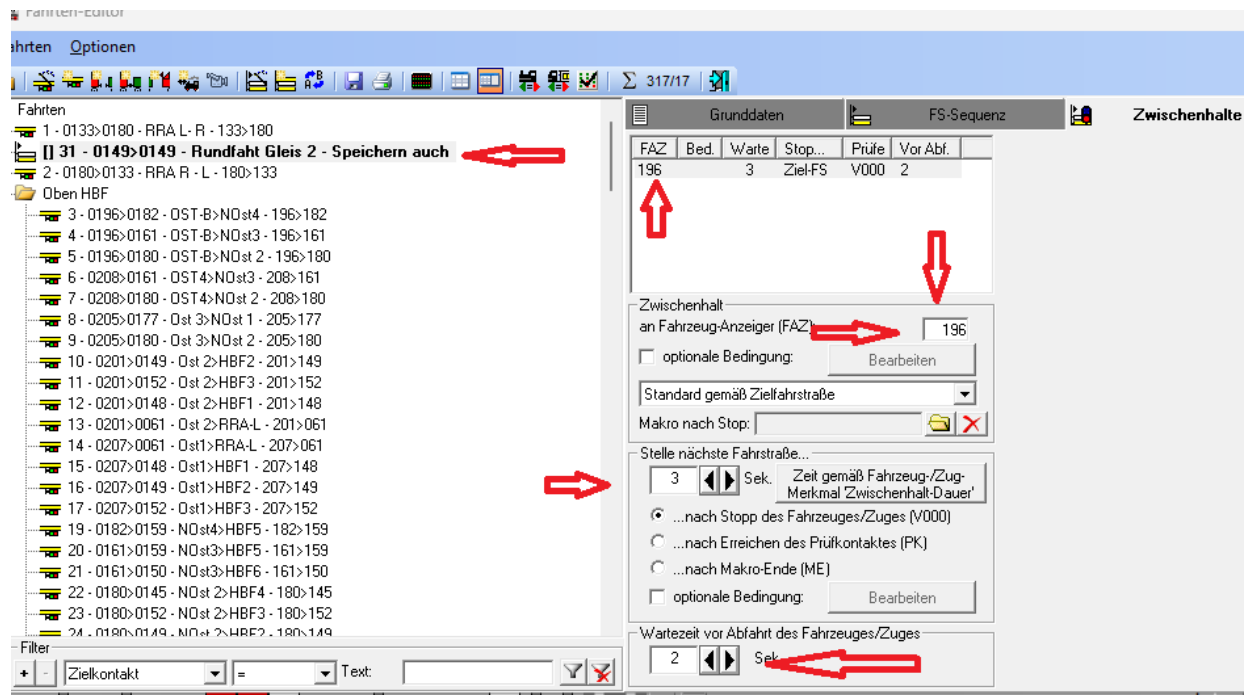 Fahrten-Editor
ahrten Optionen
Σ 317/17
Fahrten
1 - 0133>0180 - RRA L- R - 133>180
[] 31 - 0149>0149 - Rundfaht Gleis 2 - Speichern auch
2 - 0180>0133 - RRA R - L - 180>133
Oben HBF
3 - 0196>0182 - OST-B>NOst4 - 196>182
4 - 0196>0161 - OST-B>NOst3 - 196>161
5 - 0196>0180 - OST-B>NOst 2 - 196>180
6 - 0208>0161 - OST4>NOst3 - 208>161
7 - 0208>0180 - OST4>NOst 2 - 208>180
8 - 0205>0177 - Ost 3>NOst 1 - 205>177
9 - 0205>0180 - Ost 3>NOst 2 - 205>180
10 - 0201>0149 - Ost 2>HBF2 - 201>149
11 - 0201>0152 - Ost 2>HBF3 - 201>152
12 - 0201>0148 - Ost 2>HBF1 - 201>148
13 - 0201>0061 - Ost 2>RRA-L - 201>061
14 - 0207>0061 - Ost1>RRA-L - 207>061
15 - 0207>0148 - Ost1>HBF1 - 207>148
16 - 0207>0149 - Ost1>HBF2 - 207>149
17 - 0207>0152 - Ost1>HBF3 - 207>152
19 - 0182>0159 - NOst4>HBF5 - 182>159
20 - 0161>0159 - NOst3>HBF5 - 161>159
21 - 0161>0150 - NOst3>HBF6 - 161>150
22 - 0180>0145 - NOst 2>HBF4 - 180>145
23 - 0180>0152 - NOst 2>HBF3 - 180>152
24 - 0180>0149 - NOst 2>HBF2 - 180>149
Filter
+ - Zielkontakt = Text:
Grunddaten FS-Sequenz Zwischenhalte
FAZ Bed. Warte Stop... Prüfe Vor Abf.
196 3 Ziel-FS V000 2
Zwischenhalt
an Fahrzeug-Anzeiger (FAZ): 196
optionale Bedingung: Bearbeiten
Standard gemäß Zielfahrstraße
Makro nach Stop:
Stelle nächste Fahrstraße...
3 Sek. Zeit gemäß Fahrzeug-/Zug-
Merkmal 'Zwischenhalt-Dauer'
...nach Stopp des Fahrzeuges/Zuges (V000)
...nach Erreichen des Prüfkontaktes (PK)
...nach Makro-Ende (ME)
optionale Bedingung: Bearbeiten
Wartezeit vor Abfahrt des Fahrzeuges/Zuges
2 Sek.